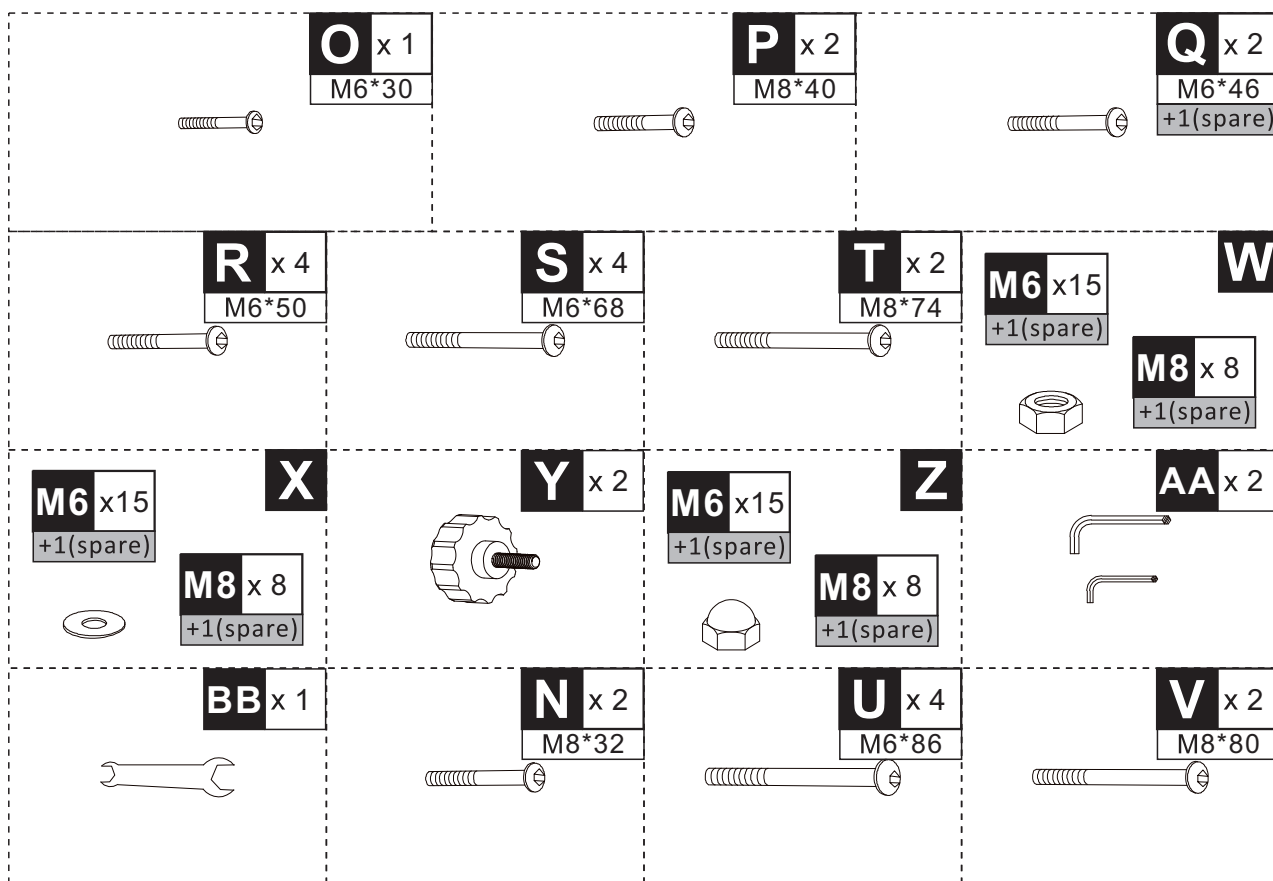 O x 1
M6*30
P x 2
M8*40
Q x 2
M6*46
+1(spare)
R x 4
M6*50
S x 4
M6*68
T x 2
M8*74
W
M6 x15
+1(spare)
M8 x 8
+1(spare)
X
M6 x15
+1(spare)
M8 x 8
+1(spare)
Y x 2
Z
M6 x15
+1(spare)
M8 x 8
+1(spare)
AA x 2
BB x 1
N x 2
M8*32
U x 4
M6*86
V x 2
M8*80